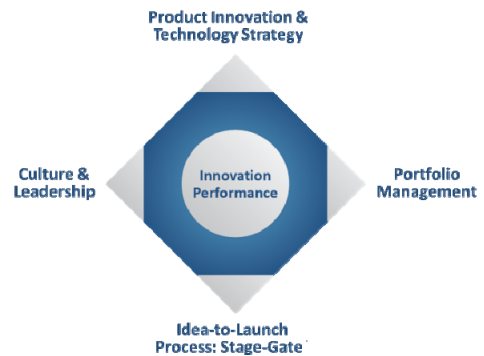 Product Innovation &
Technology Strategy
Culture &
Leadership
Innovation
Performance
Portfolio
Management
Idea-to-Launch
Process: Stage-Gate